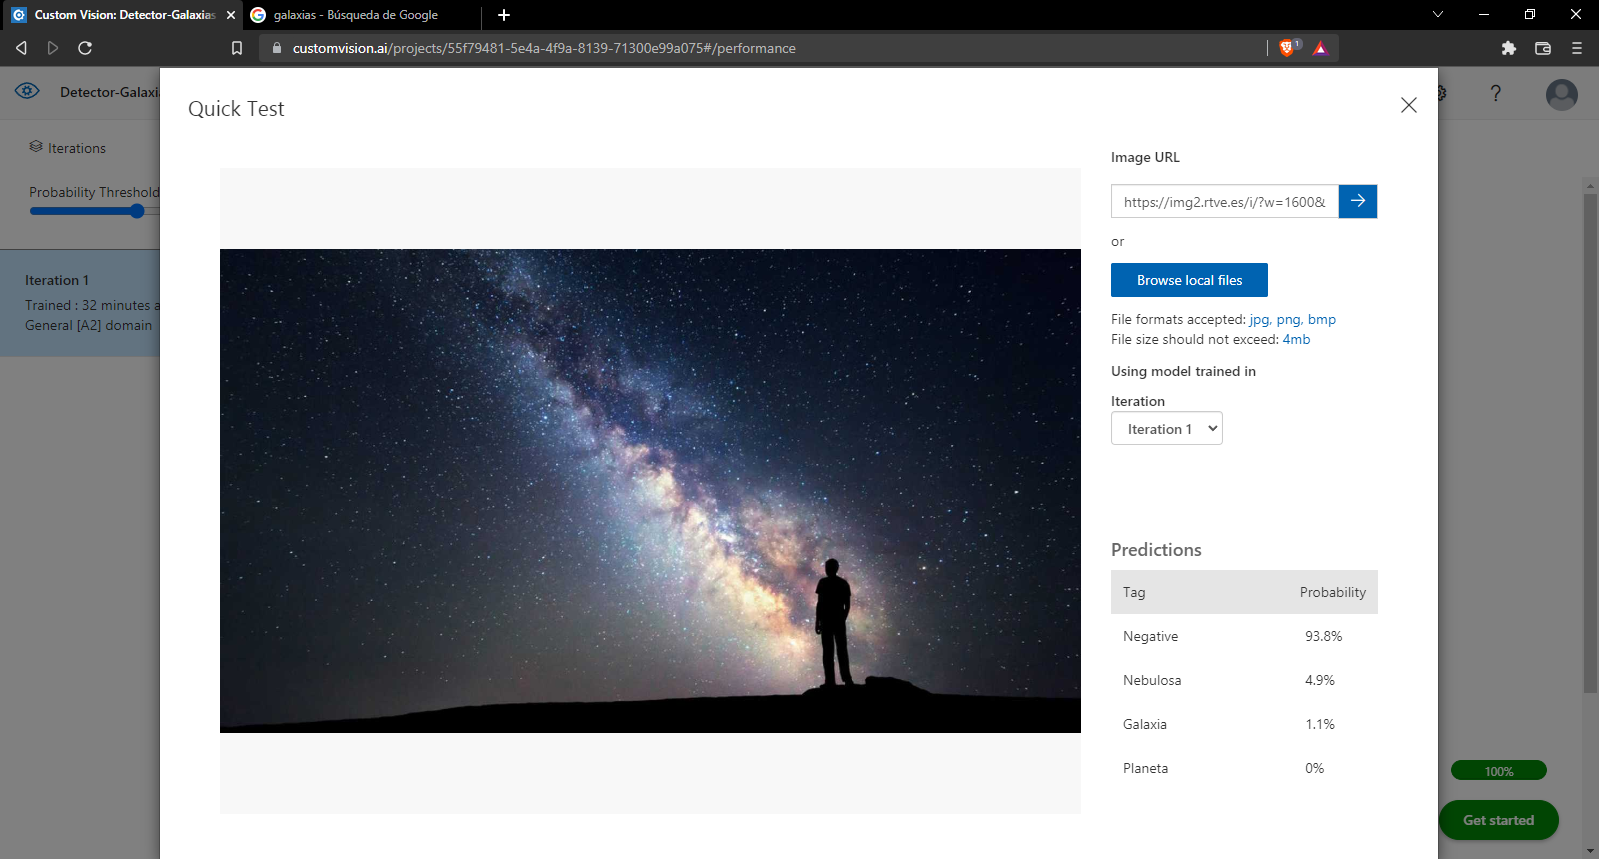 Custom Vision: Detector-Galaxias
galaxias - Búsqueda de Google
customvision.ai/projects/55f79481-5e4a-4f9a-8139-71300e99a075#/performance
1
Detector-Galaxia
?
Quick Test
Iterations
Probability Threshold
Iteration 1
Trained : 32 minutes a
General [A2] domain
Image URL
https://img2.rtve.es/i/?w=1600&
or
Browse local files
File formats accepted: jpg, png, bmp
File size should not exceed: 4mb
Using model trained in
Iteration
Iteration 1
Predictions
Tag Probability
Negative 93.8%
Nebulosa 4.9%
Galaxia 1.1%
Planeta 0%
100%
Get started